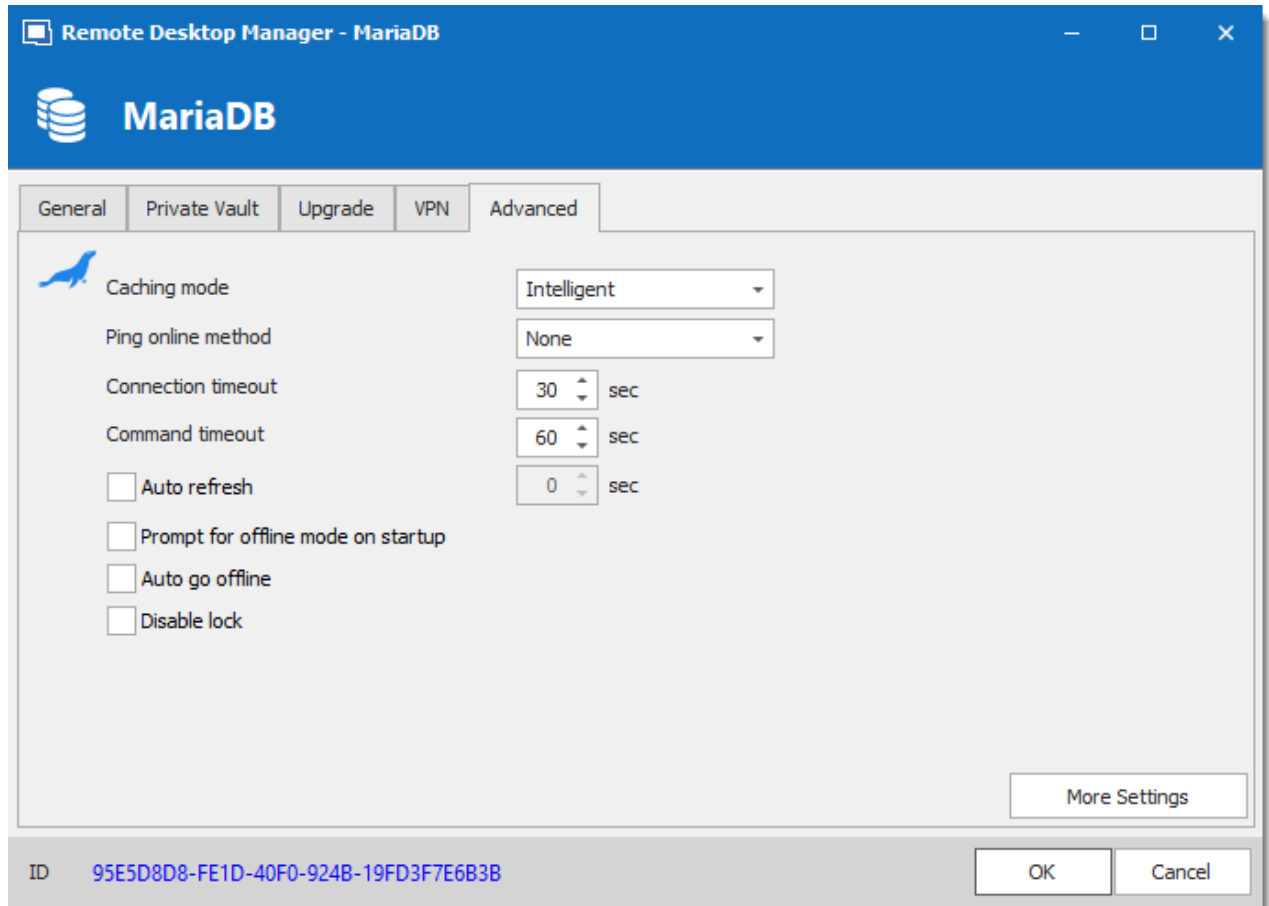 Remote Desktop Manager - MariaDB
MariaDB
General Private Vault Upgrade VPN Advanced
Caching mode Intelligent
Ping online method None
Connection timeout 30 sec
Command timeout 60 sec
Auto refresh 0 sec
Prompt for offline mode on startup
Auto go offline
Disable lock
More Settings
ID 95E5D8D8-FE1D-40F0-924B-19FD3F7E6B3B OK Cancel